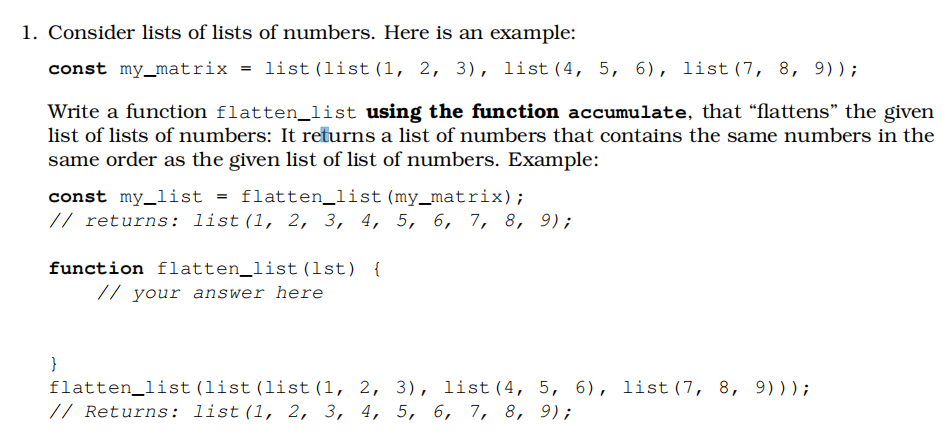 1. Consider lists of lists of numbers. Here is an example:
const my_matrix = list(list(1, 2, 3), list(4, 5, 6), list(7, 8, 9));
Write a function flatten_list using the function accumulate, that “flattens” the given
list of lists of numbers: It returns a list of numbers that contains the same numbers in the
same order as the given list of list of numbers. Example:
const my_list = flatten_list(my_matrix);
// returns: list(1, 2, 3, 4, 5, 6, 7, 8, 9);
function flatten_list(lst) {
// your answer here
}
flatten_list(list(list(1, 2, 3), list(4, 5, 6), list(7, 8, 9)));
// Returns: list(1, 2, 3, 4, 5, 6, 7, 8, 9);